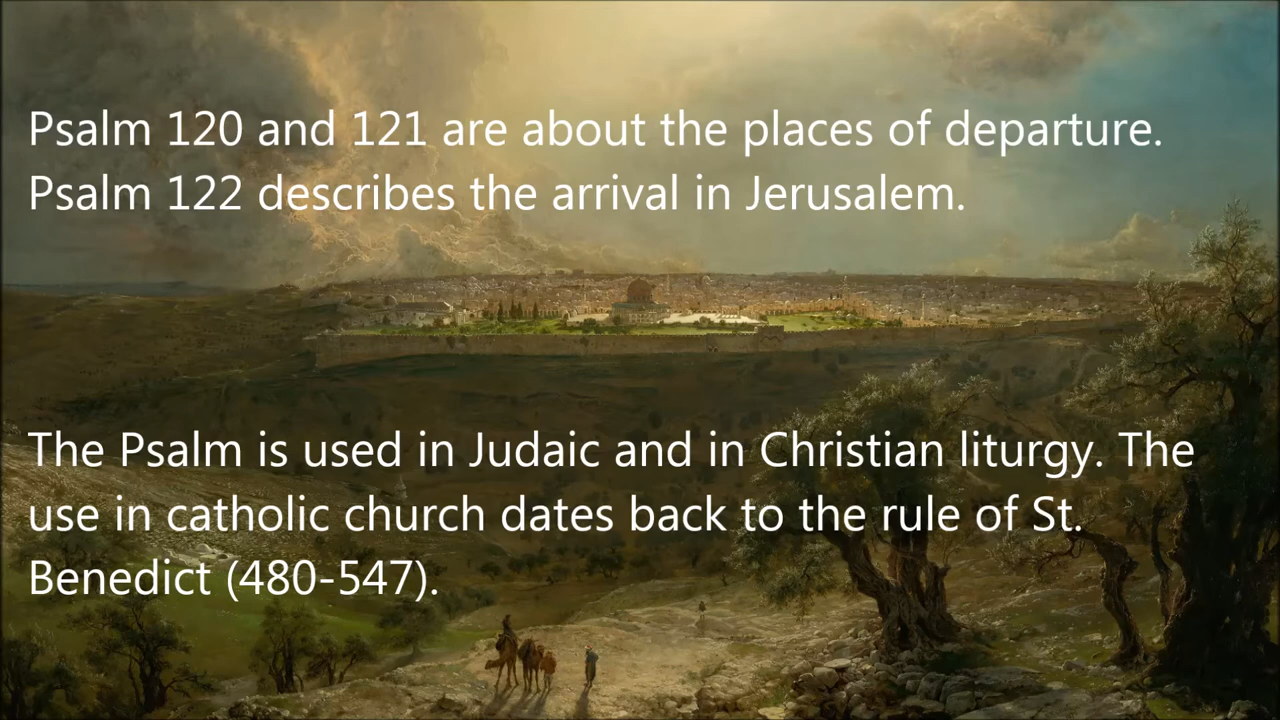 Psalm 120 and 121 are about the places of departure.
Psalm 122 describes the arrival in Jerusalem.
The Psalm is used in Judaic and in Christian liturgy. The
use in catholic church dates back to the rule of St.
Benedict (480-547).